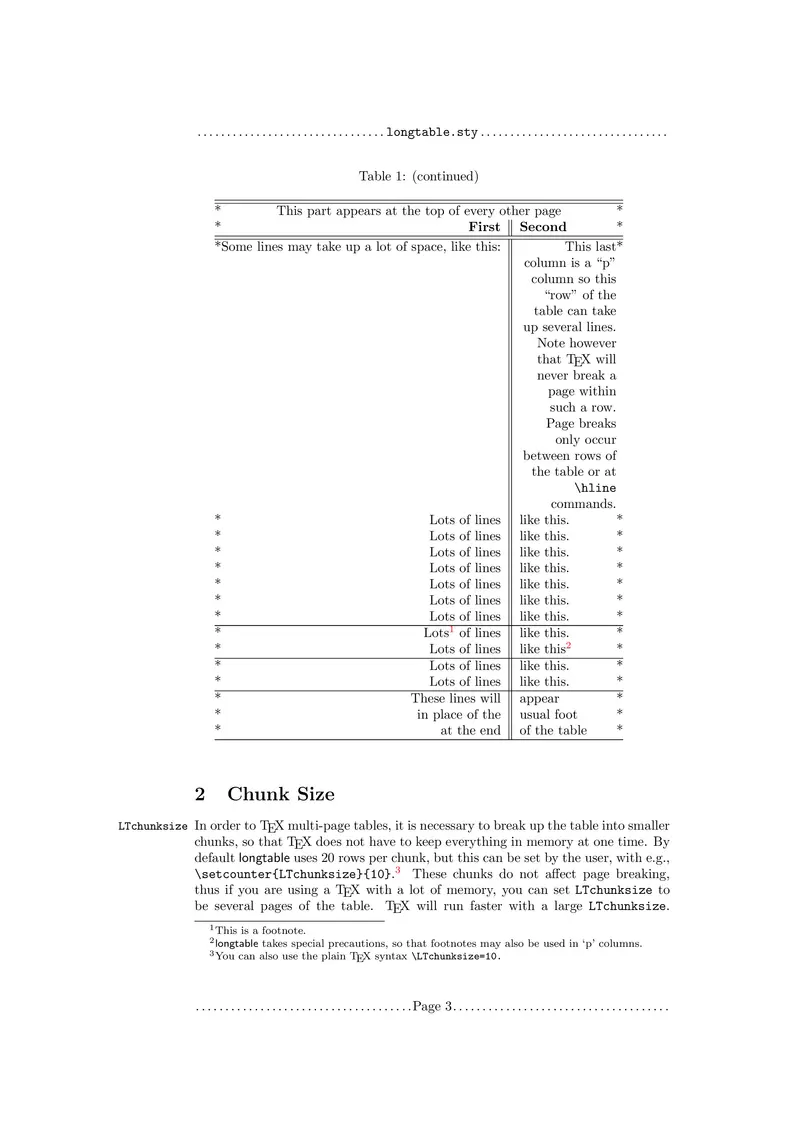 ................................longtable.sty................................
Table 1: (continued)
* This part appears at the top of every other page *
* First Second *
*Some lines may take up a lot of space, like this: This last*
column is a “p”
column so this
“row” of the
table can take
up several lines.
Note however
that TEX will
never break a
page within
such a row.
Page breaks
only occur
between rows of
the table or at
\hline
commands.
* Lots of lines like this. *
* Lots of lines like this. *
* Lots of lines like this. *
* Lots of lines like this. *
* Lots of lines like this. *
* Lots of lines like this. *
* Lots of lines like this. *
* Lots1 of lines like this. *
* Lots of lines like this2 *
* Lots of lines like this. *
* Lots of lines like this. *
* These lines will appear *
* in place of the usual foot *
* at the end of the table *
2 Chunk Size
LTchunksize In order to TEX multi-page tables, it is necessary to break up the table into smaller
chunks, so that TEX does not have to keep everything in memory at one time. By
default longtable uses 20 rows per chunk, but this can be set by the user, with e.g.,
\setcounter{LTchunksize}{10}.3 These chunks do not affect page breaking,
thus if you are using a TEX with a lot of memory, you can set LTchunksize to
be several pages of the table. TEX will run faster with a large LTchunksize.
1This is a footnote.
2longtable takes special precautions, so that footnotes may also be used in ‘p’ columns.
3You can also use the plain TEX syntax \LTchunksize=10.
.....................................Page 3.....................................